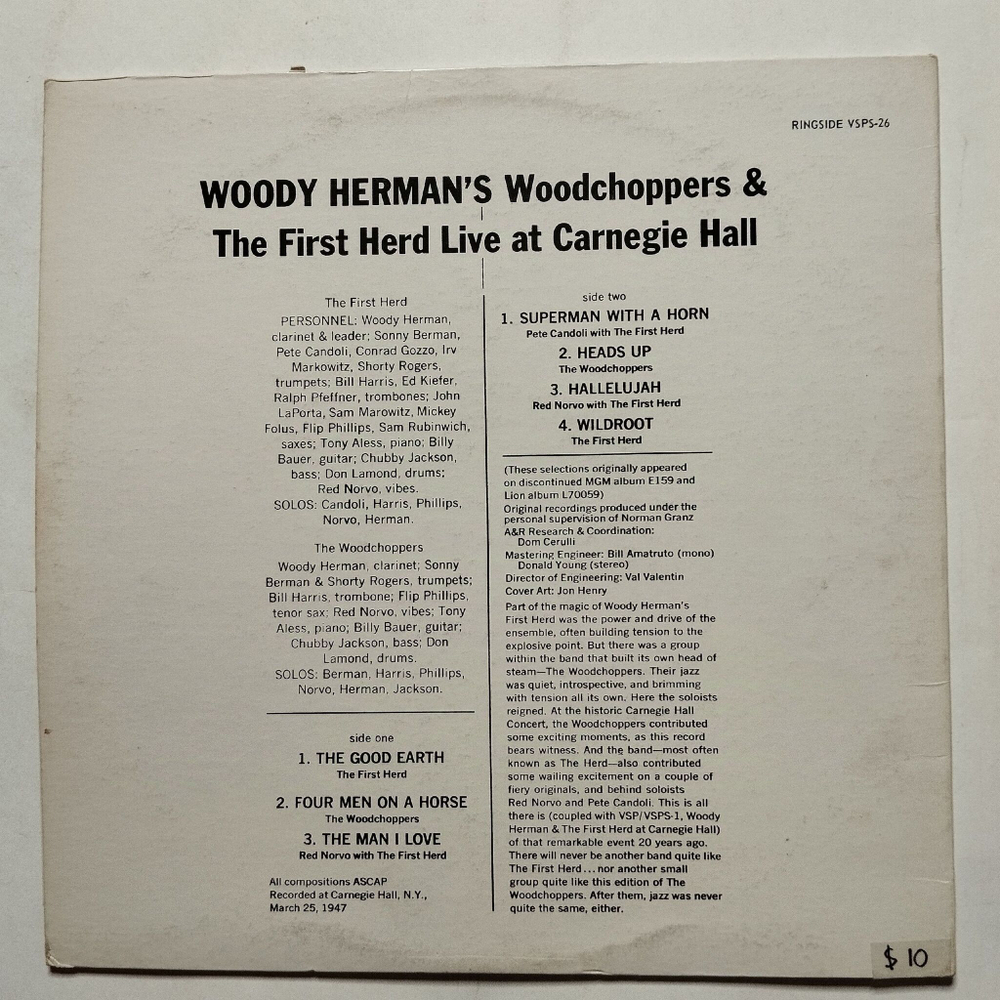 RINGSIDE VSPS-26
WOODY HERMAN'S Woodchoppers &
The First Herd Live at Carnegie Hall
The First Herd
PERSONNEL: Woody Herman,
clarinet & leader; Sonny Berman,
Pete Candoli, Conrad Gozzo, Irv
Markowitz, Shorty Rogers,
trumpets; Bill Harris, Ed Kiefer,
Ralph Pfeffner, trombones; John
LaPorta, Sam Marowitz, Mickey
Folus, Flip Phillips, Sam Rubinwich,
saxes; Tony Aless, piano; Billy
Bauer, guitar; Chubby Jackson,
bass; Don Lamond, drums;
Red Norvo, vibes.
SOLOS: Candoli, Harris, Phillips,
Norvo, Herman.
The Woodchoppers
Woody Herman, clarinet; Sonny
Berman & Shorty Rogers, trumpets;
Bill Harris, trombone; Flip Phillips,
tenor sax; Red Norvo, vibes; Tony
Aless, piano; Billy Bauer, guitar;
Chubby Jackson, bass; Don
Lamond, drums.
SOLOS: Berman, Harris, Phillips,
Norvo, Herman, Jackson.
side one
1. THE GOOD EARTH
The First Herd
2. FOUR MEN ON A HORSE
The Woodchoppers
3. THE MAN I LOVE
Red Norvo with The First Herd
All compositions ASCAP
Recorded at Carnegie Hall, N.Y.,
March 25, 1947
side two
1. SUPERMAN WITH A HORN
Pete Candoli with The First Herd
2. HEADS UP
The Woodchoppers
3. HALLELUJAH
Red Norvo with The First Herd
4. WILDROOT
The First Herd
(These selections originally appeared
on discontinued MGM album E159 and
Lion album L70059)
Original recordings produced under the
personal supervision of Norman Granz
A&R Research & Coordination:
Dom Cerulli
Mastering Engineer: Bill Amatruto (mono)
Donald Young (stereo)
Director of Engineering: Val Valentin
Cover Art: Jon Henry
Part of the magic of Woody Herman's
First Herd was the power and drive of the
ensemble, often building tension to the
explosive point. But there was a group
within the band that built its own head of
steam—The Woodchoppers. Their jazz
was quiet, introspective, and brimming
with tension all its own. Here the soloists
reigned. At the historic Carnegie Hall
Concert, the Woodchoppers contributed
some exciting moments, as this record
bears witness. And the band—most often
known as The Herd—also contributed
some wailing excitement on a couple of
fiery originals, and behind soloists
Red Norvo and Pete Candoli. This is all
there is (coupled with VSP/VSPS-1, Woody
Herman & The First Herd at Carnegie Hall)
of that remarkable event 20 years ago.
There will never be another band quite like
The First Herd...nor another small
group quite like this edition of The
Woodchoppers. After them, jazz was never
quite the same, either.
$ 10